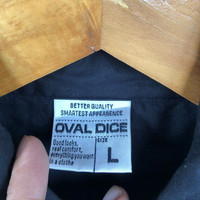 BETTER QUALITY
SMARTEST APPEARENCE
OVAL DICE
Good looks,
real comfort,
everything you want
in a clothe
SIZE
L